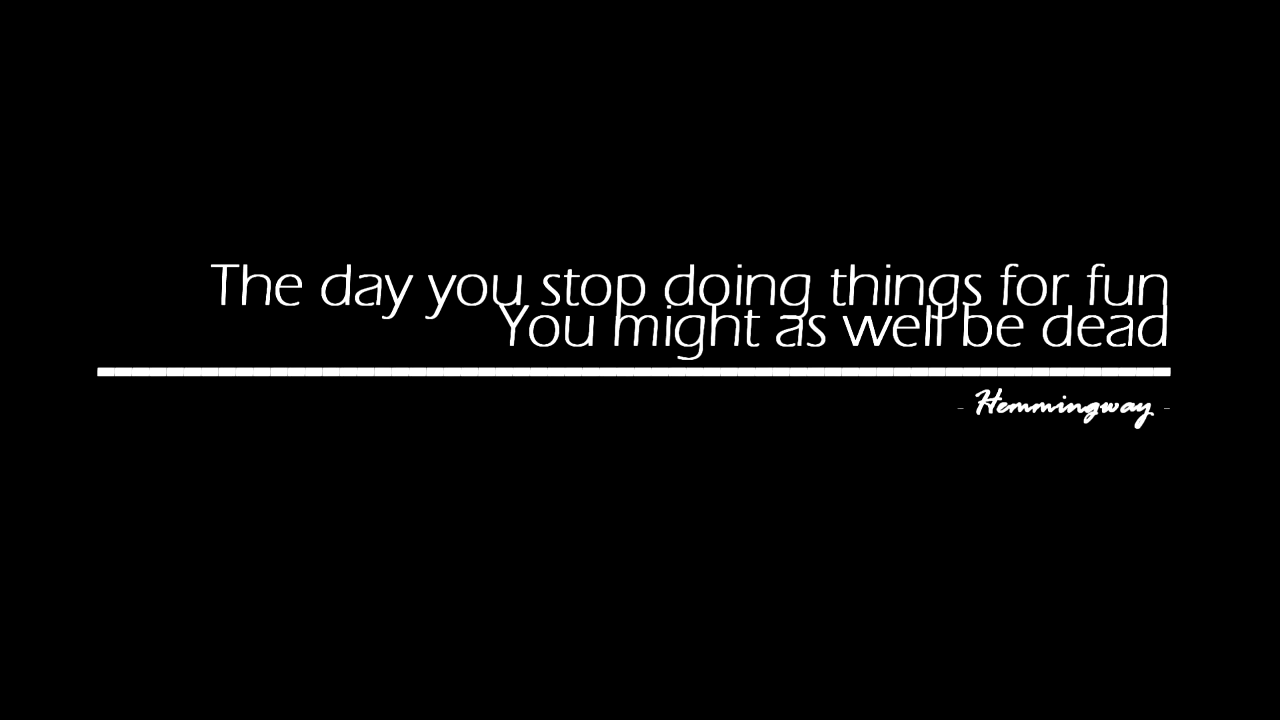 The day you stop doing things for fun
You might as well be dead
- Hemmingway -